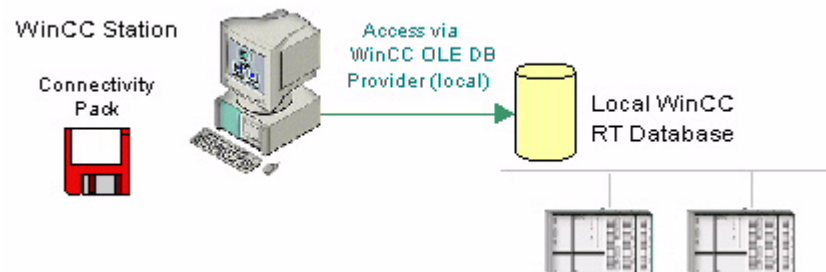 WinCC Station
Connectivity
Pack
Access via
WinCC OLE DB
Provider (local)
Local WinCC
RT Database